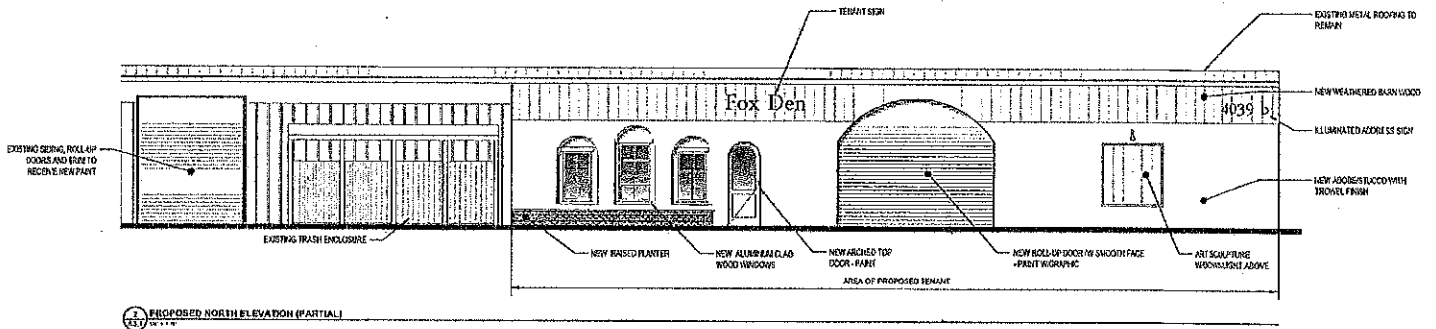 TENANT SIGN
EXISTING METAL ROOFING TO
REMAIN
Fox Den
NEW WEATHERED BARN WOOD
4039 b.
ILLUMINATED ADDRESS SIGN
EXISTING SIDING, ROLL-UP
DOORS AND TRIM TO
RECEIVE NEW PAINT
NEW ADOBE/STUCCO WITH
TROWEL FINISH
EXISTING TRASH ENCLOSURE
NEW RAISED PLANTER
NEW ALUMINUM CLAD
WOOD WINDOWS
NEW ARCHED TOP
DOOR - PAINT
NEW ROLL-UP DOOR W/ SMOOTH FACE
- PAINT W/GRAPHIC
ART SCULPTURE
W/DOWNLIGHT ABOVE
AREA OF PROPOSED TENANT
2 PROPOSED NORTH ELEVATION (PARTIAL)
A3.1